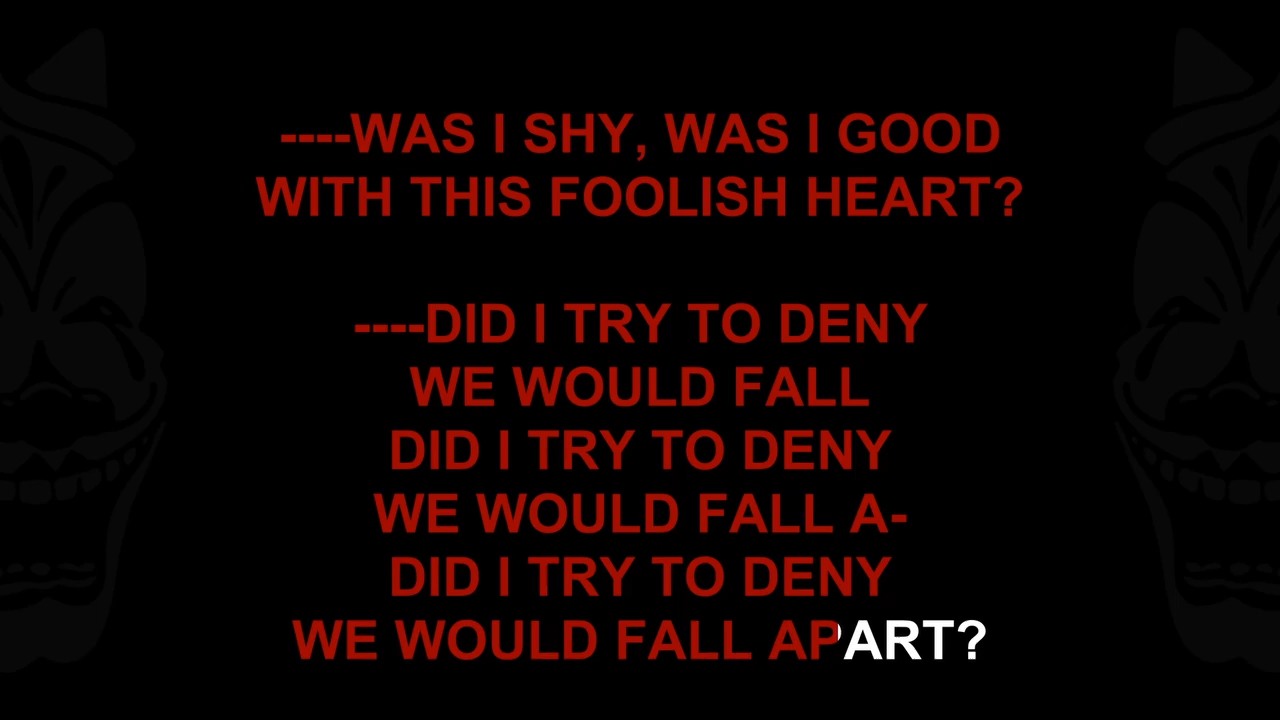 ----WAS I SHY, WAS I GOOD
WITH THIS FOOLISH HEART?
----DID I TRY TO DENY
WE WOULD FALL
DID I TRY TO DENY
WE WOULD FALL A-
DID I TRY TO DENY
WE WOULD FALL APART?